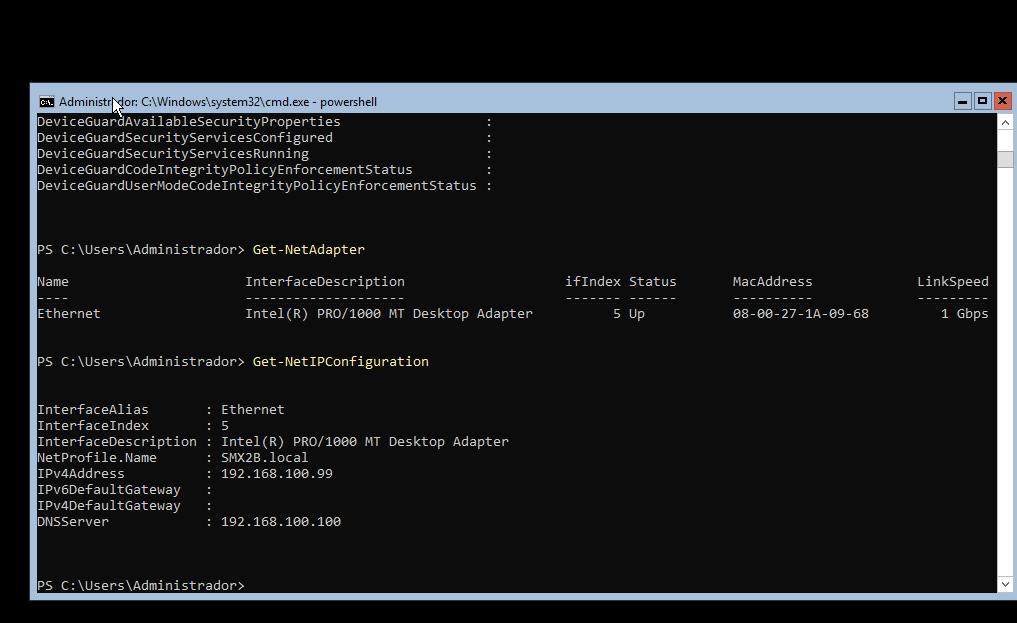 Administrador: C:\Windows\system32\cmd.exe - powershell
DeviceGuardAvailableSecurityProperties                  :
DeviceGuardSecurityServicesConfigured                   :
DeviceGuardSecurityServicesRunning                      :
DeviceGuardCodeIntegrityPolicyEnforcementStatus         :
DeviceGuardUserModeCodeIntegrityPolicyEnforcementStatus :
PS C:\Users\Administrador> Get-NetAdapter
Name                      InterfaceDescription                    ifIndex Status       MacAddress             LinkSpeed
----                      --------------------                    ------- ------       ----------             ---------
Ethernet                  Intel(R) PRO/1000 MT Desktop Adapter          5 Up           08-00-27-1A-09-68         1 Gbps
PS C:\Users\Administrador> Get-NetIPConfiguration
InterfaceAlias       : Ethernet
InterfaceIndex       : 5
InterfaceDescription : Intel(R) PRO/1000 MT Desktop Adapter
NetProfile.Name      : SMX2B.local
IPv4Address          : 192.168.100.99
IPv6DefaultGateway   :
IPv4DefaultGateway   :
DNSServer            : 192.168.100.100
PS C:\Users\Administrador>